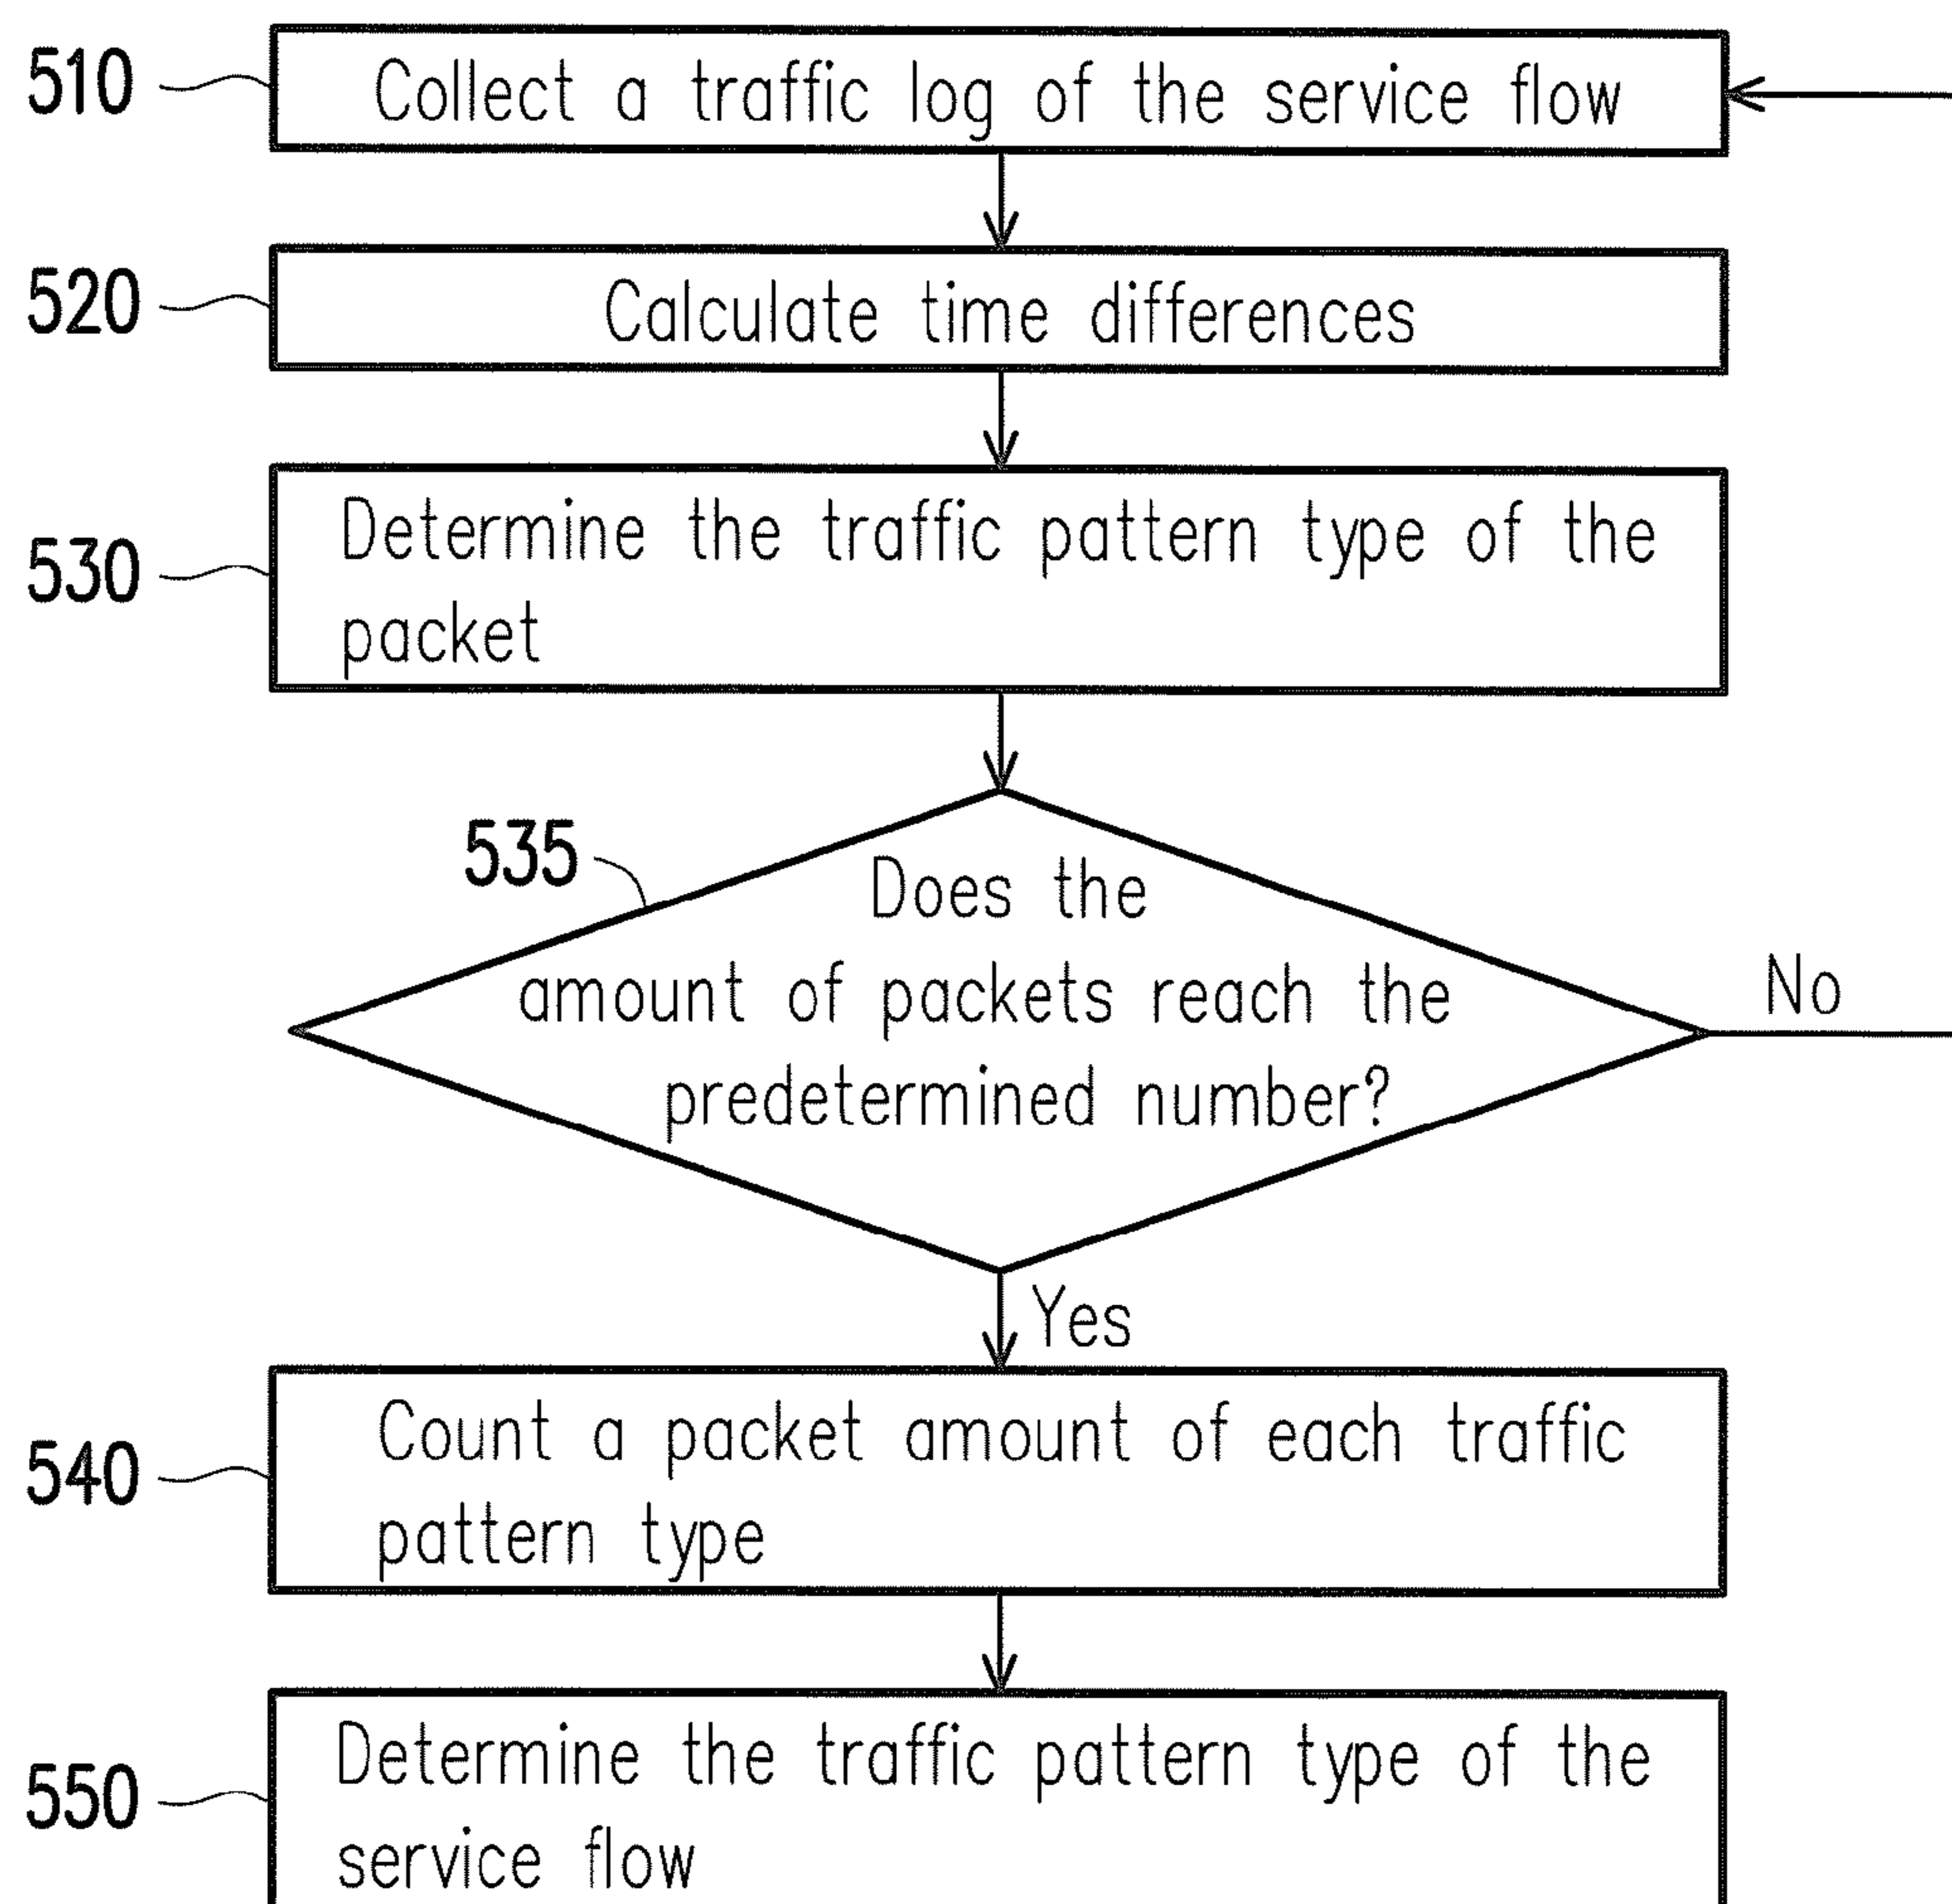 510
Collect a traffic log of the service flow
520
Calculate time differences
530
Determine the traffic pattern type of the
packet
535
Does the
amount of packets reach the
predetermined number?
No
Yes
540
Count a packet amount of each traffic
pattern type
550
Determine the traffic pattern type of the
service flow